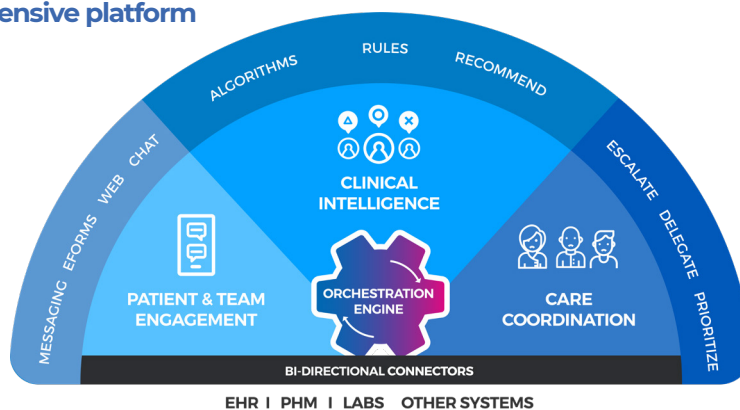 ensive platform
MESSAGING EFORMS WEB CHAT
ALGORITHMS RULES RECOMMEND
ESCALATE DELEGATE PRIORITIZE
CLINICAL
INTELLIGENCE
PATIENT & TEAM
ENGAGEMENT
ORCHESTRATION
ENGINE
CARE
COORDINATION
BI-DIRECTIONAL CONNECTORS
EHR I PHM I LABS OTHER SYSTEMS